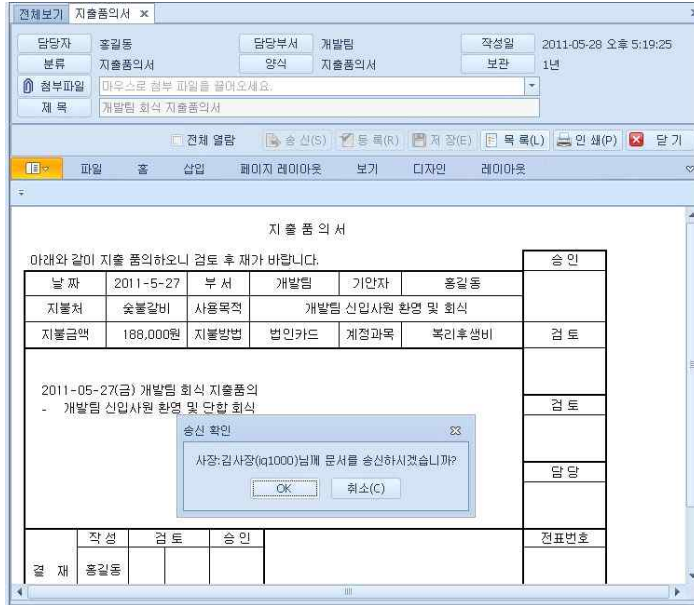 전체보기 지출품의서 ×
담당자 홍길동 담당부서 개발팀 작성일 2011-05-28 오후 5:19:25
분류 지출품의서 양식 지출품의서 보관 1년
첨부파일 마우스로 첨부 파일을 끌어오세요.
제 목 개발팀 회식 지출품의서
전체 열람 송 신(S) 등 록(R) 저 장(E) 목 록(L) 인 쇄(P) 닫 기
파일 홈 삽입 페이지 레이아웃 보기 디자인 레이아웃
지 출 품 의 서
아래와 같이 지출 품의하오니 검토 후 재가 바랍니다. 승 인
날 짜 2011-5-27 부 서 개발팀 기안자 홍길동
지불처 숯불갈비 사용목적 개발팀 신입사원 환영 및 회식
지불금액 188,000원 지불방법 법인카드 계정과목 복리후생비 검 토
2011-05-27(금) 개발팀 회식 지출품의
- 개발팀 신입사원 환영 및 단합 회식 검 토
송신 확인
사장:김사장(iq1000)님께 문서를 송신하시겠습니까?
OK 취소(C)
담 당
작 성 검 토 승 인 전표번호
결 재 홍길동